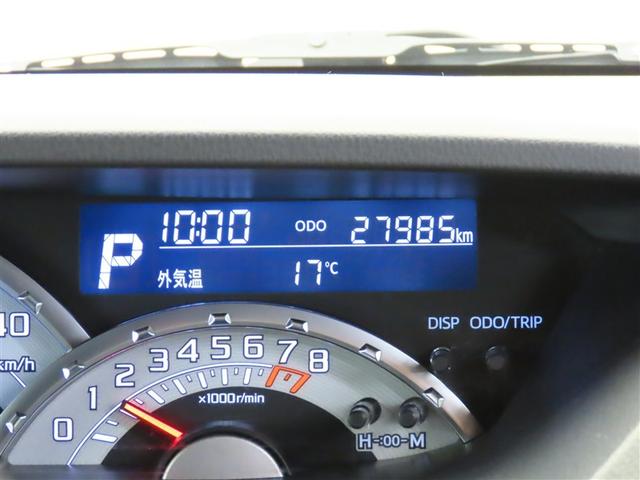 10:00 ODO 27985km
P
外気温 17℃
DISP ODO/TRIP
40
km/h
0 1 2 3 4 5 6 7 8
×1000r/min
H-:00-M